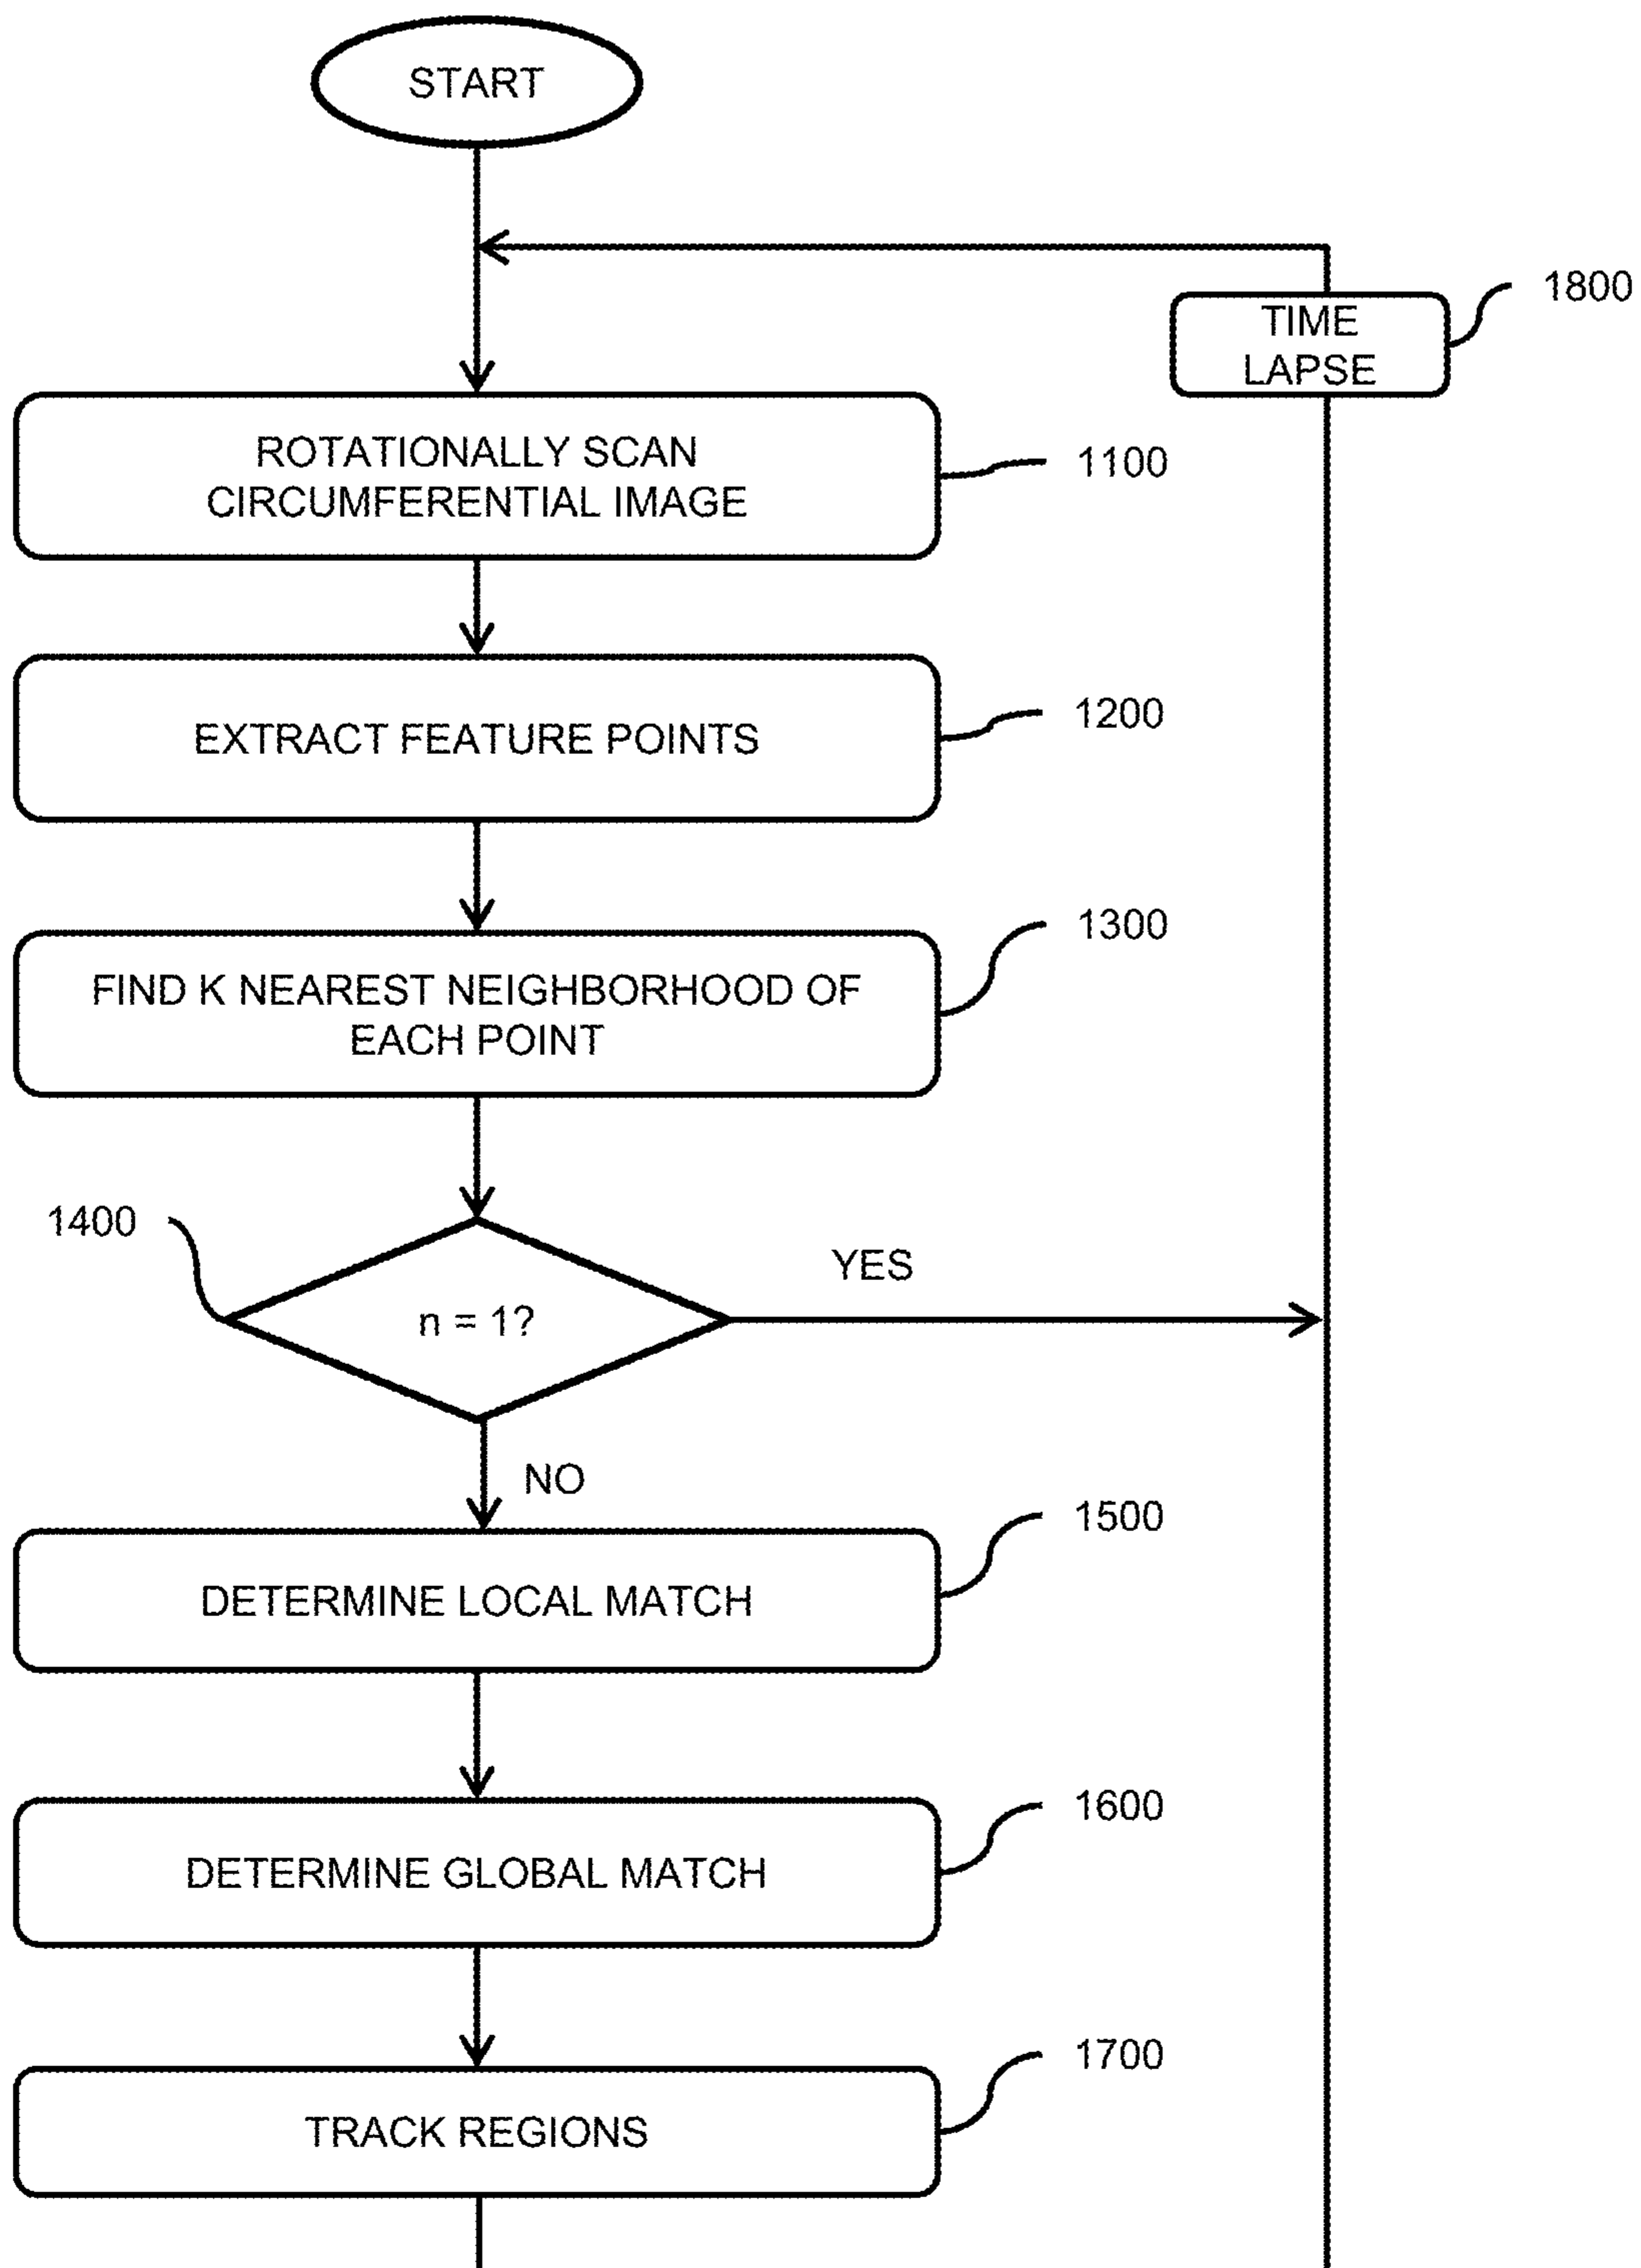 START
TIME
LAPSE
1800
ROTATIONALLY SCAN
CIRCUMFERENTIAL IMAGE
1100
EXTRACT FEATURE POINTS
1200
FIND K NEAREST NEIGHBORHOOD OF
EACH POINT
1300
1400
n = 1?
YES
NO
DETERMINE LOCAL MATCH
1500
DETERMINE GLOBAL MATCH
1600
TRACK REGIONS
1700